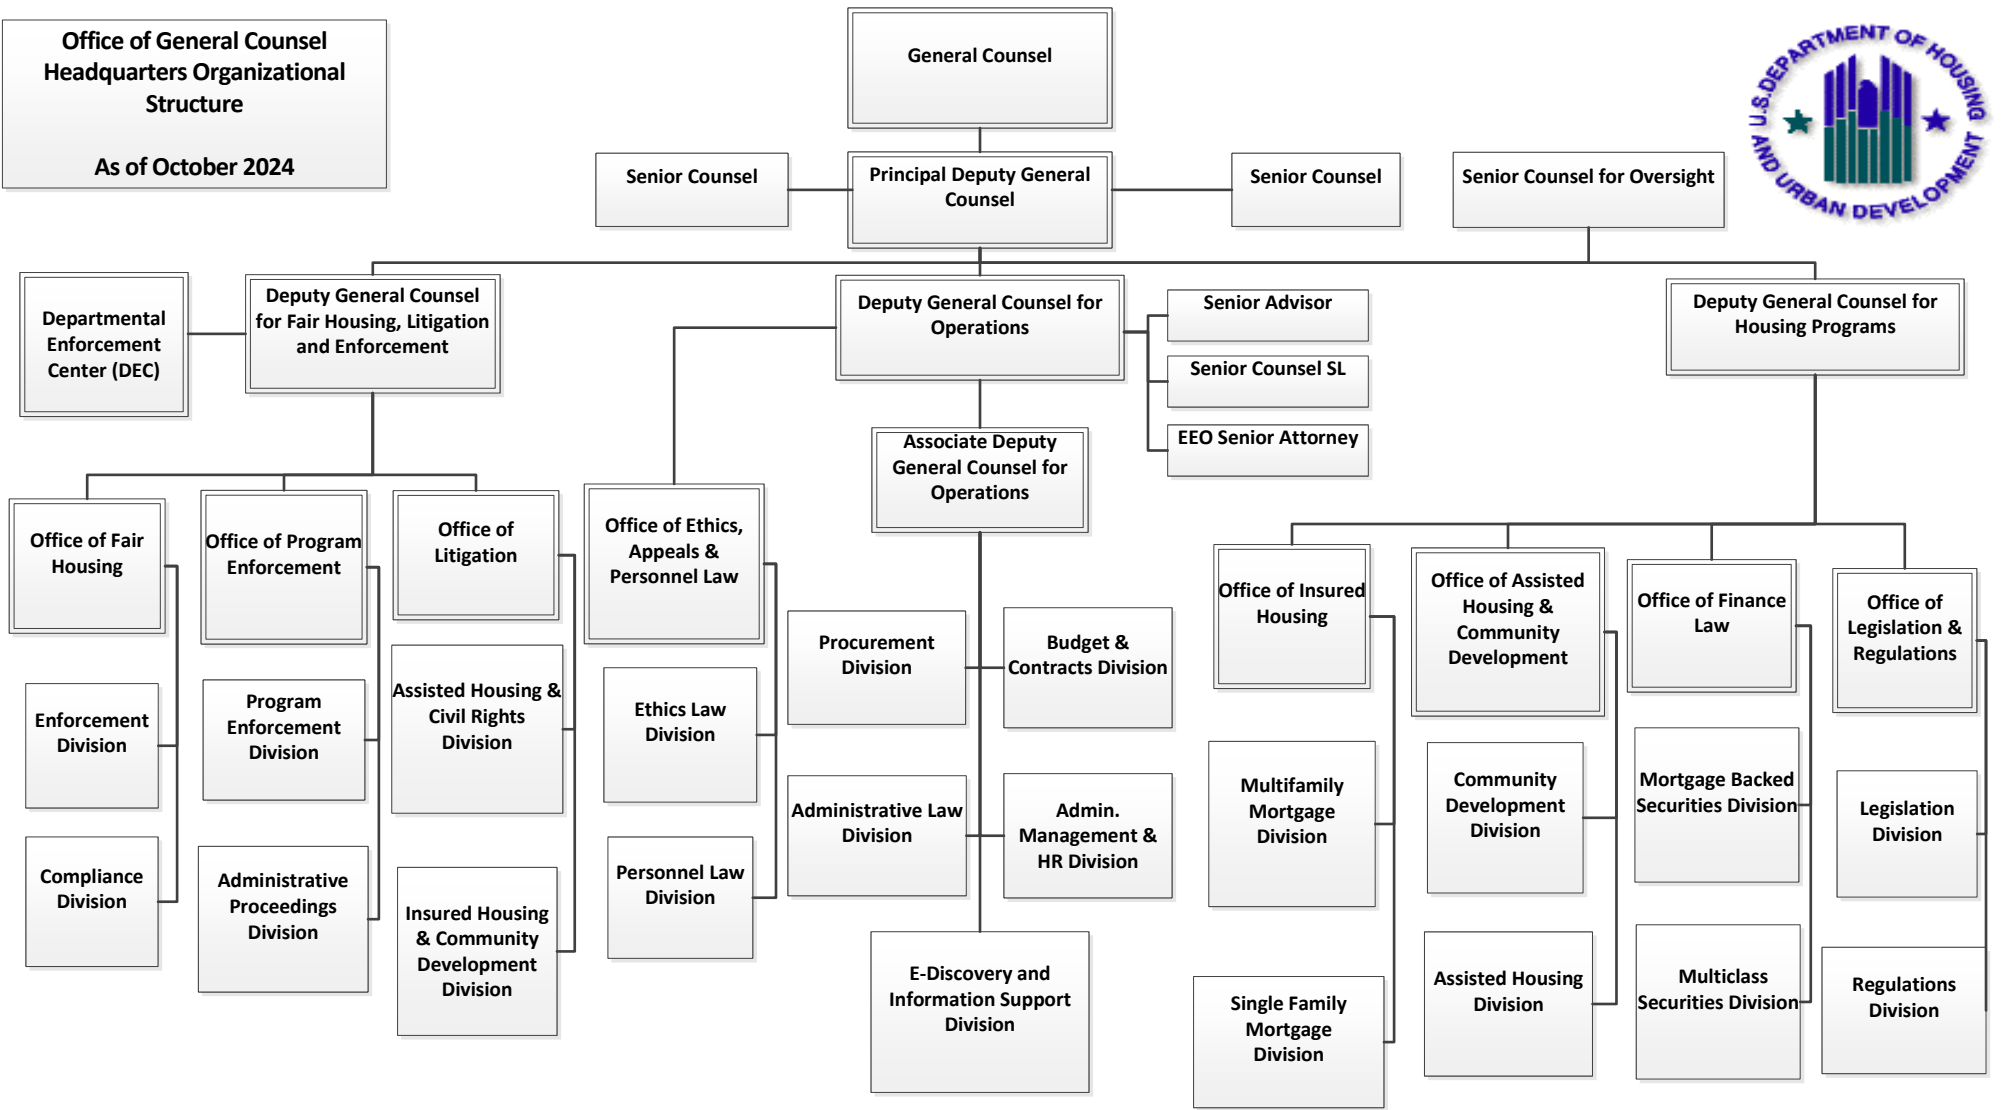 Office of General Counsel
Headquarters Organizational
Structure
As of October 2024
General Counsel
U.S.DEPARTMENT OF HOUSING
AND URBAN DEVELOPMENT
Senior Counsel
Principal Deputy General
Counsel
Senior Counsel
Senior Counsel for Oversight
Departmental
Enforcement
Center (DEC)
Deputy General Counsel
for Fair Housing, Litigation
and Enforcement
Deputy General Counsel for
Operations
Senior Advisor
Senior Counsel SL
EEO Senior Attorney
Deputy General Counsel for
Housing Programs
Associate Deputy
General Counsel for
Operations
Office of Fair
Housing
Office of Program
Enforcement
Office of
Litigation
Office of Ethics,
Appeals &
Personnel Law
Office of Insured
Housing
Office of Assisted
Housing &
Community
Development
Office of Finance
Law
Office of
Legislation &
Regulations
Enforcement
Division
Program
Enforcement
Division
Assisted Housing &
Civil Rights
Division
Ethics Law
Division
Procurement
Division
Budget &
Contracts Division
Multifamily
Mortgage
Division
Community
Development
Division
Mortgage Backed
Securities Division
Legislation
Division
Compliance
Division
Administrative
Proceedings
Division
Insured Housing
& Community
Development
Division
Personnel Law
Division
Administrative Law
Division
Admin.
Management &
HR Division
E-Discovery and
Information Support
Division
Single Family
Mortgage
Division
Assisted Housing
Division
Multiclass
Securities Division
Regulations
Division